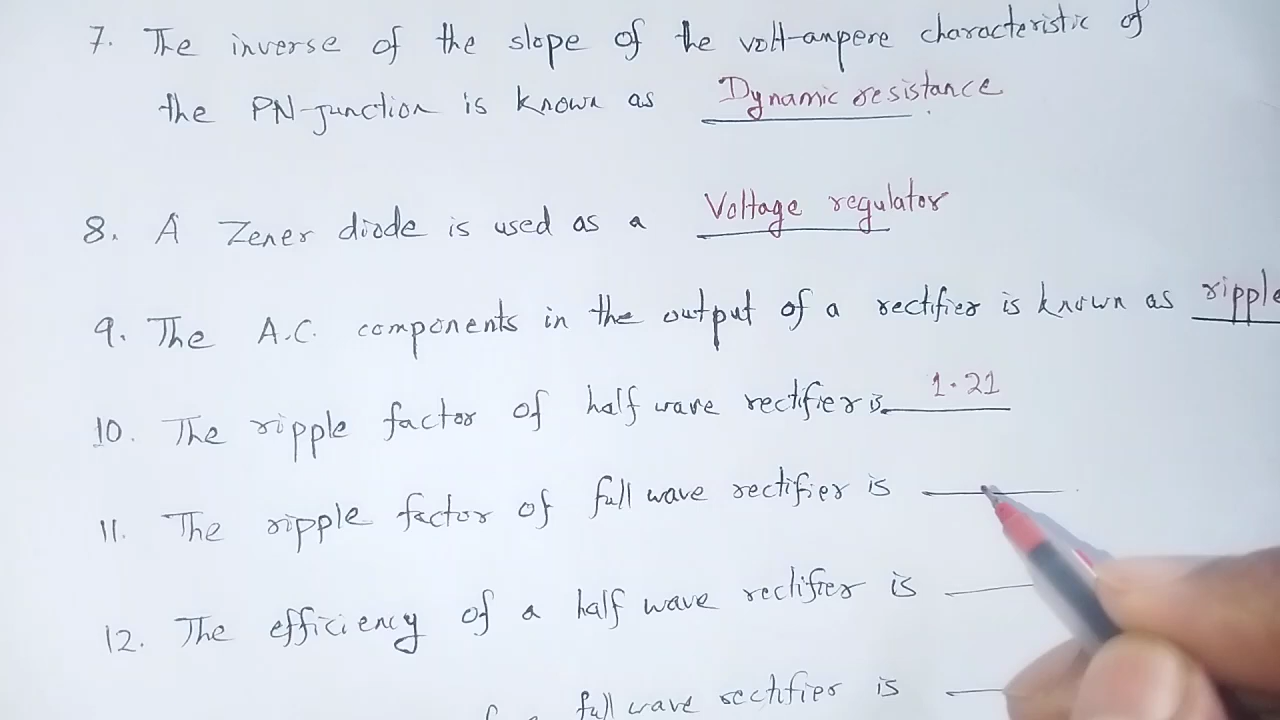 7. The inverse of the slope of the volt-ampere characteristic of
the PN-junction is known as Dynamic resistance
8. A Zener diode is used as a Voltage regulator
9. The A.C. components in the output of a rectifier is known as ripple
10. The ripple factor of half wave rectifier is 1.21
11. The ripple factor of full wave rectifier is
12. The efficiency of a half wave rectifier is
full wave rectifier is